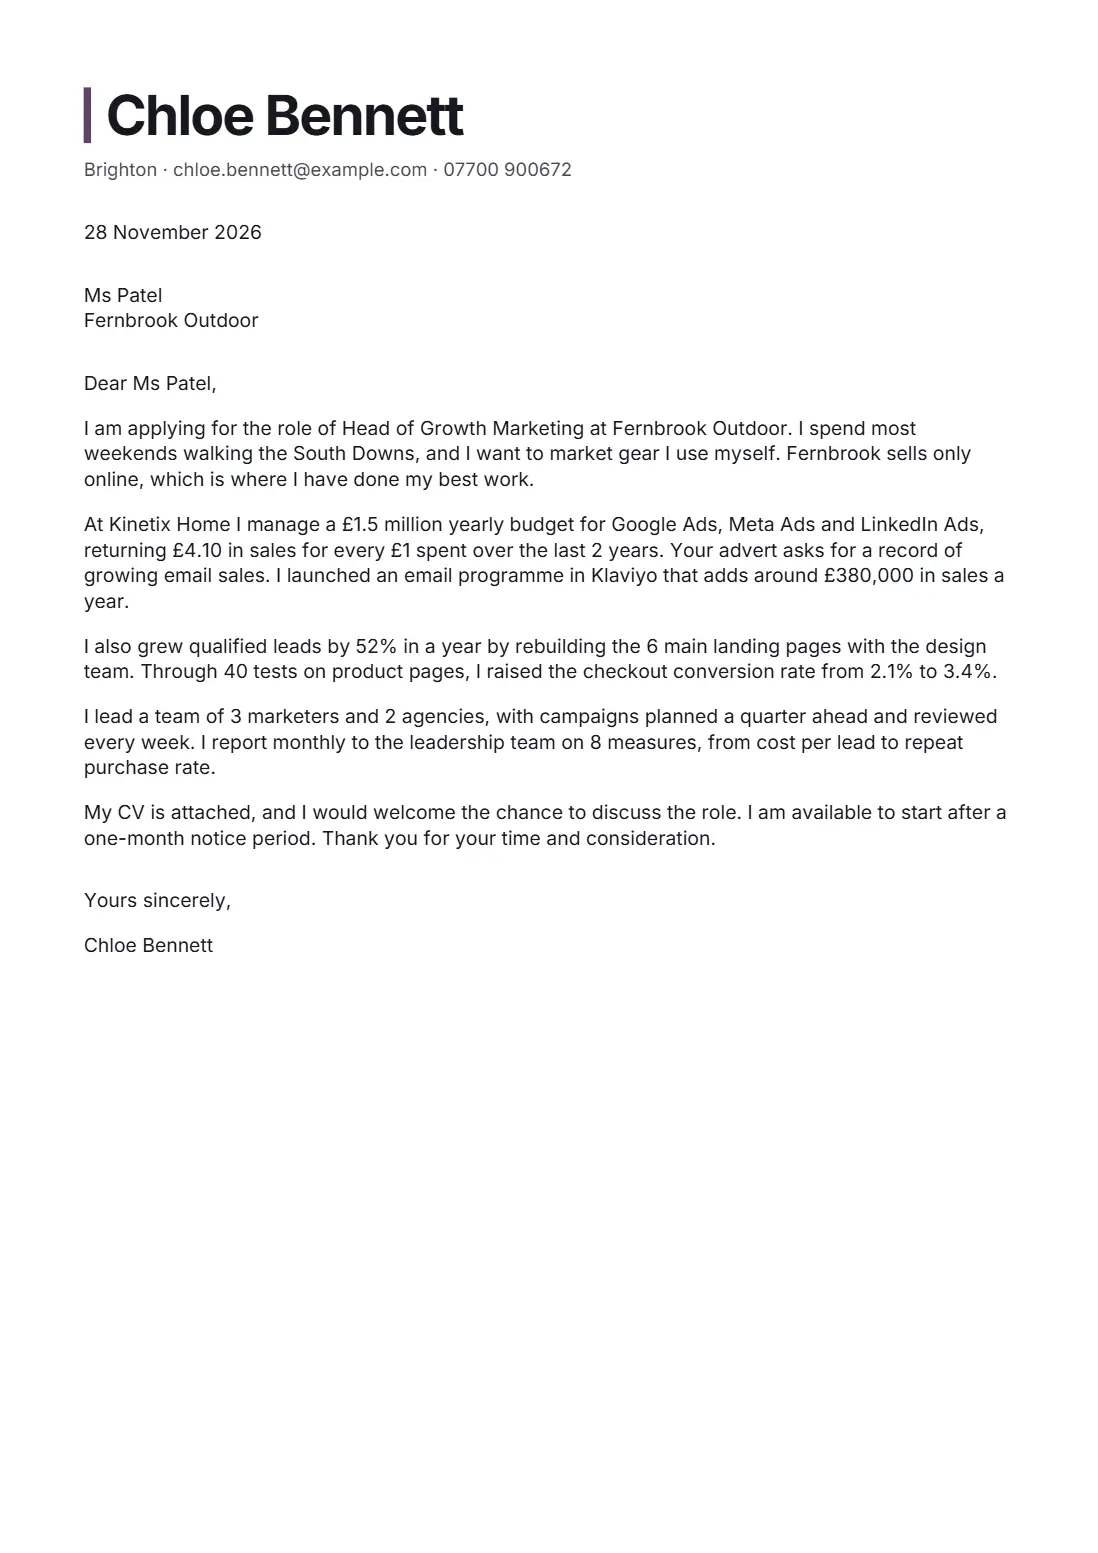 Chloe Bennett
Brighton · chloe.bennett@example.com · 07700 900672
28 November 2026
Ms Patel
Fernbrook Outdoor
Dear Ms Patel,
I am applying for the role of Head of Growth Marketing at Fernbrook Outdoor. I spend most
weekends walking the South Downs, and I want to market gear I use myself. Fernbrook sells only
online, which is where I have done my best work.
At Kinetix Home I manage a £1.5 million yearly budget for Google Ads, Meta Ads and LinkedIn Ads,
returning £4.10 in sales for every £1 spent over the last 2 years. Your advert asks for a record of
growing email sales. I launched an email programme in Klaviyo that adds around £380,000 in sales a
year.
I also grew qualified leads by 52% in a year by rebuilding the 6 main landing pages with the design
team. Through 40 tests on product pages, I raised the checkout conversion rate from 2.1% to 3.4%.
I lead a team of 3 marketers and 2 agencies, with campaigns planned a quarter ahead and reviewed
every week. I report monthly to the leadership team on 8 measures, from cost per lead to repeat
purchase rate.
My CV is attached, and I would welcome the chance to discuss the role. I am available to start after a
one-month notice period. Thank you for your time and consideration.
Yours sincerely,
Chloe Bennett